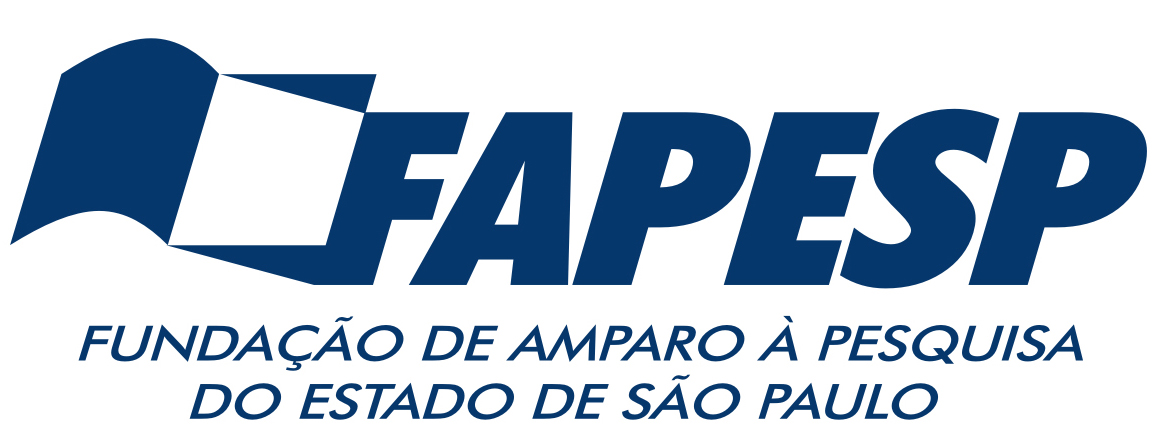 FAPESP
FUNDAÇÃO DE AMPARO À PESQUISA
DO ESTADO DE SÃO PAULO